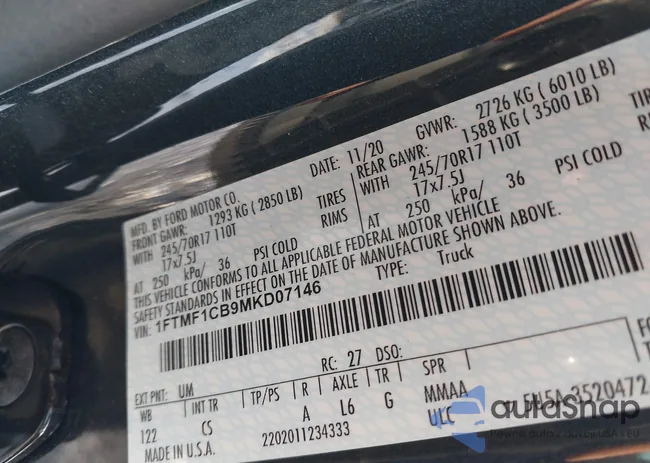 MFD. BY FORD MOTOR CO.
DATE: 11/20
GVWR: 2726 KG ( 6010 LB)
FRONT GAWR: 1293 KG ( 2850 LB)
REAR GAWR: 1588 KG ( 3500 LB)
WITH 245/70R17 110T TIRES
WITH 245/70R17 110T TIRE
17x7.5J RIMS
17x7.5J RIM
AT 250 kPa/ 36 PSI COLD
AT 250 kPa/ 36 PSI COLD
THIS VEHICLE CONFORMS TO ALL APPLICABLE FEDERAL MOTOR VEHICLE
SAFETY STANDARDS IN EFFECT ON THE DATE OF MANUFACTURE SHOWN ABOVE.
VIN: 1FTMF1CB9MKD07146
TYPE: Truck
EXT PNT: UM RC: 27 DSO:
WB INT TR TP/PS R AXLE TR SPR
122 CS A L6 G MMAA
ULC
MADE IN U.S.A. 2202011234333
3520472
autoSnap